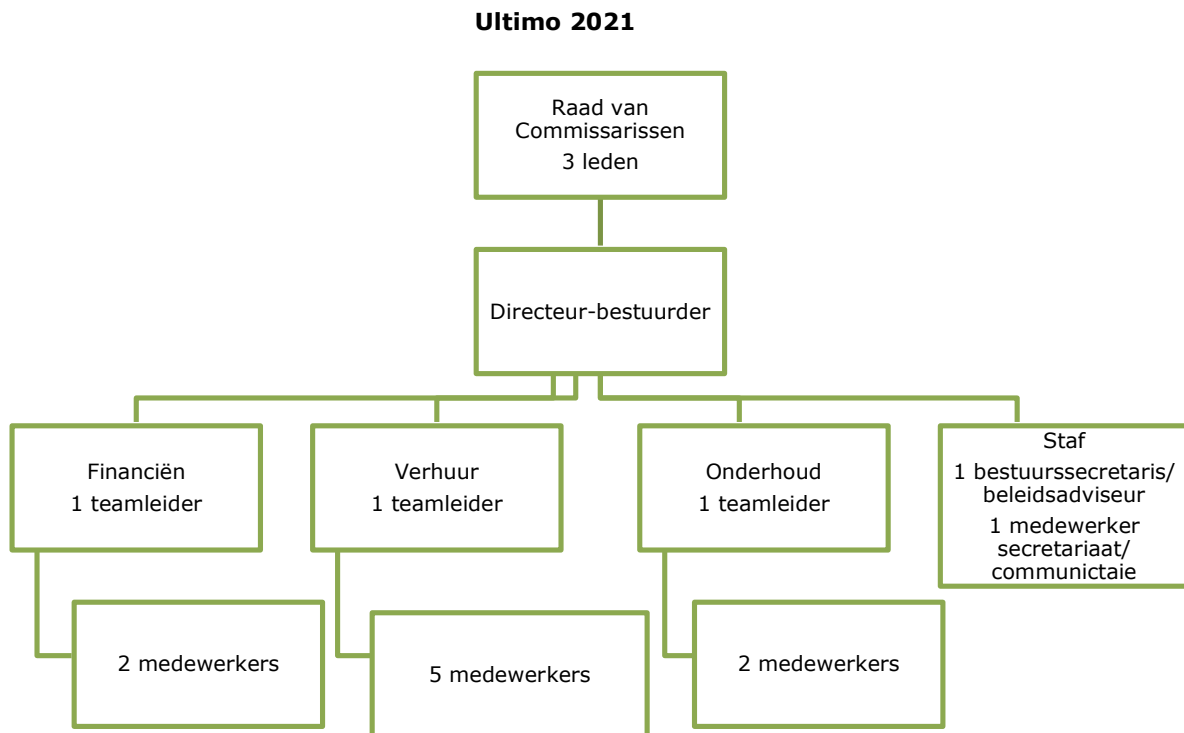 Ultimo 2021
Raad van
Commissarissen
3 leden
Directeur-bestuurder
Financiën
1 teamleider
Verhuur
1 teamleider
Onderhoud
1 teamleider
Staf
1 bestuurssecretaris/
beleidsadviseur
1 medewerker
secretariaat/
communictaie
2 medewerkers
5 medewerkers
2 medewerkers